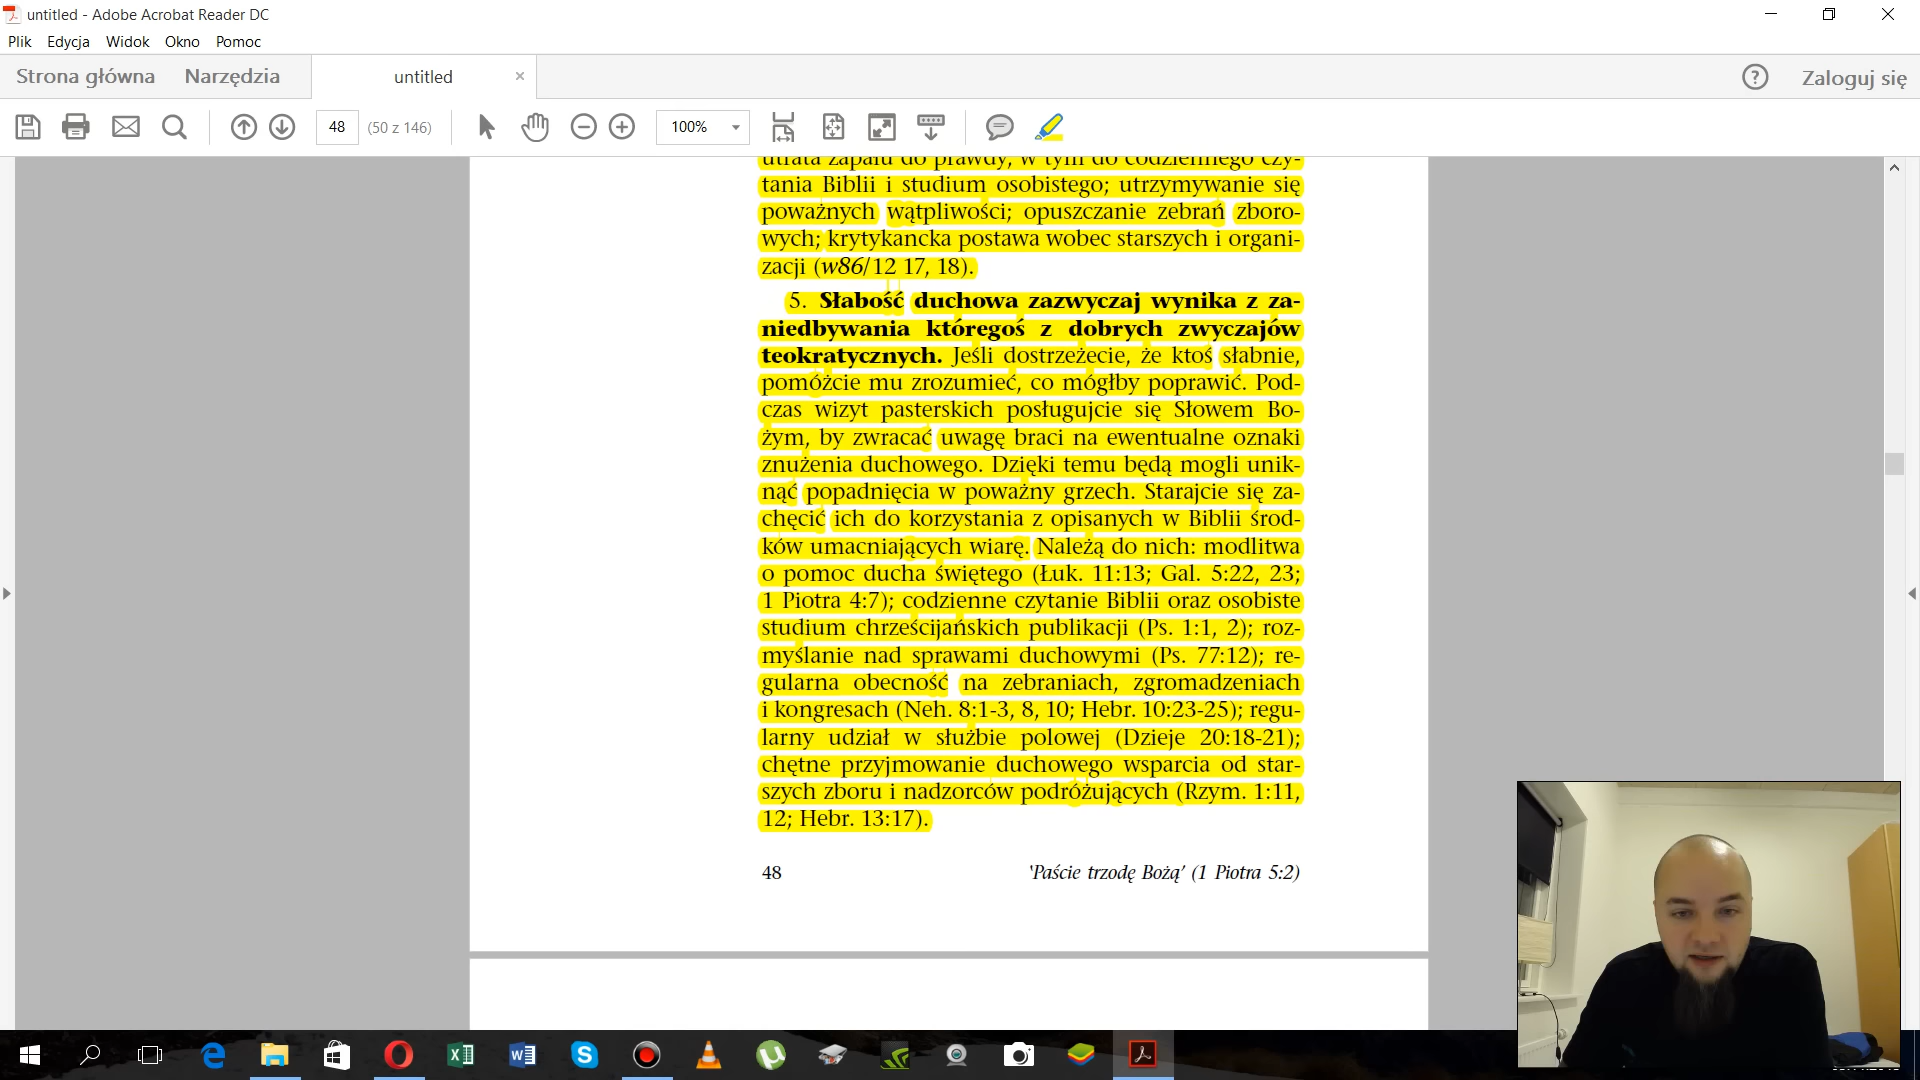 untitled - Adobe Acrobat Reader DC
Plik Edycja Widok Okno Pomoc
Strona główna Narzędzia untitled × Zaloguj się
48 (50 z 146) 100%
utrata zapału do prawdy, w tym do codziennego czy-
tania Biblii i studium osobistego; utrzymywanie się
poważnych wątpliwości; opuszczanie zebrań zboro-
wych; krytykancka postawa wobec starszych i organi-
zacji (w86/12 17, 18).
5. Słabość duchowa zazwyczaj wynika z za-
niedbywania któregoś z dobrych zwyczajów
teokratycznych. Jeśli dostrzeżecie, że ktoś słabnie,
pomóżcie mu zrozumieć, co mógłby poprawić. Pod-
czas wizyt pasterskich posługujcie się Słowem Bo-
żym, by zwracać uwagę braci na ewentualne oznaki
znużenia duchowego. Dzięki temu będą mogli unik-
nąć popadnięcia w poważny grzech. Starajcie się za-
chęcić ich do korzystania z opisanych w Biblii środ-
ków umacniających wiarę. Należą do nich: modlitwa
o pomoc ducha świętego (Łuk. 11:13; Gal. 5:22, 23;
1 Piotra 4:7); codzienne czytanie Biblii oraz osobiste
studium chrześcijańskich publikacji (Ps. 1:1, 2); roz-
myślanie nad sprawami duchowymi (Ps. 77:12); re-
gularna obecność na zebraniach, zgromadzeniach
i kongresach (Neh. 8:1-3, 8, 10; Hebr. 10:23-25); regu-
larny udział w służbie polowej (Dzieje 20:18-21);
chętne przyjmowanie duchowego wsparcia od star-
szych zboru i nadzorców podróżujących (Rzym. 1:11,
12; Hebr. 13:17).
48 'Paście trzodę Bożą' (1 Piotra 5:2)